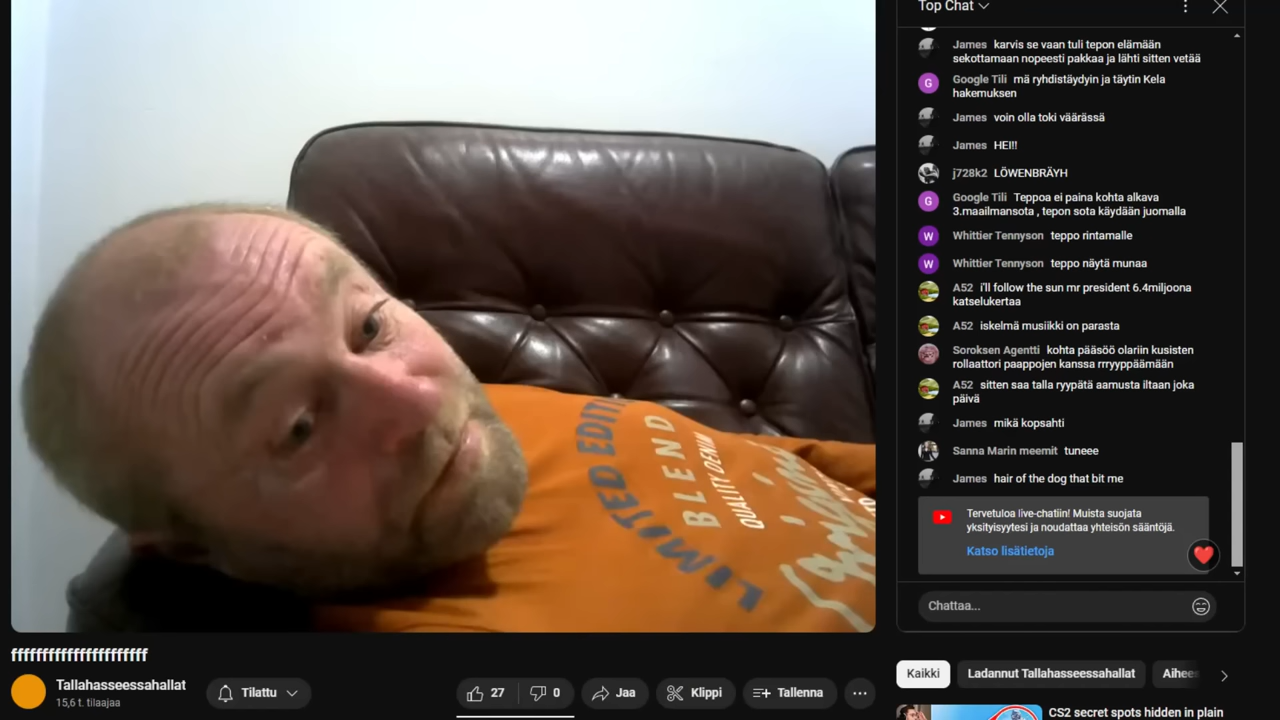 Top Chat
James karvis se vaan tuli tepon elämään
sekottamaan nopeesti pakkaa ja lähti sitten vetää
G Google Tili mä ryhdistäydyin ja täytin Kela
hakemuksen
James voin olla toki väärässä
James HEI!!
j728k2 LÖWENBRÄYH
G Google Tili Teppoa ei paina kohta alkava
3.maailmansota , tepon sota käydään juomalla
W Whittier Tennyson teppo rintamalle
W Whittier Tennyson teppo näytä munaa
A52 i'll follow the sun mr president 6.4miljoona
katselukertaa
A52 iskelmä musiikki on parasta
Soroksen Agentti kohta pääsöö olariin kusisten
rollaattori paappojen kanssa rrryyppäämään
A52 sitten saa talla ryypätä aamusta iltaan joka
päivä
James mikä kopsahti
Sanna Marin meemit tuneee
James hair of the dog that bit me
Tervetuloa live-chatiin! Muista suojata
yksityisyytesi ja noudattaa yhteisön sääntöjä.
Katso lisätietoja
Chattaa...
LIMITED EDITI
BLEND
QUALITY DENIM
fffffffffffffffffffffff
Tallahasseessahallat
15,6 t. tilaajaa
Tilattu
27
0
Jaa
Klippi
Tallenna
Kaikki
Ladannut Tallahasseessahallat
Aihees
CS2 secret spots hidden in plain